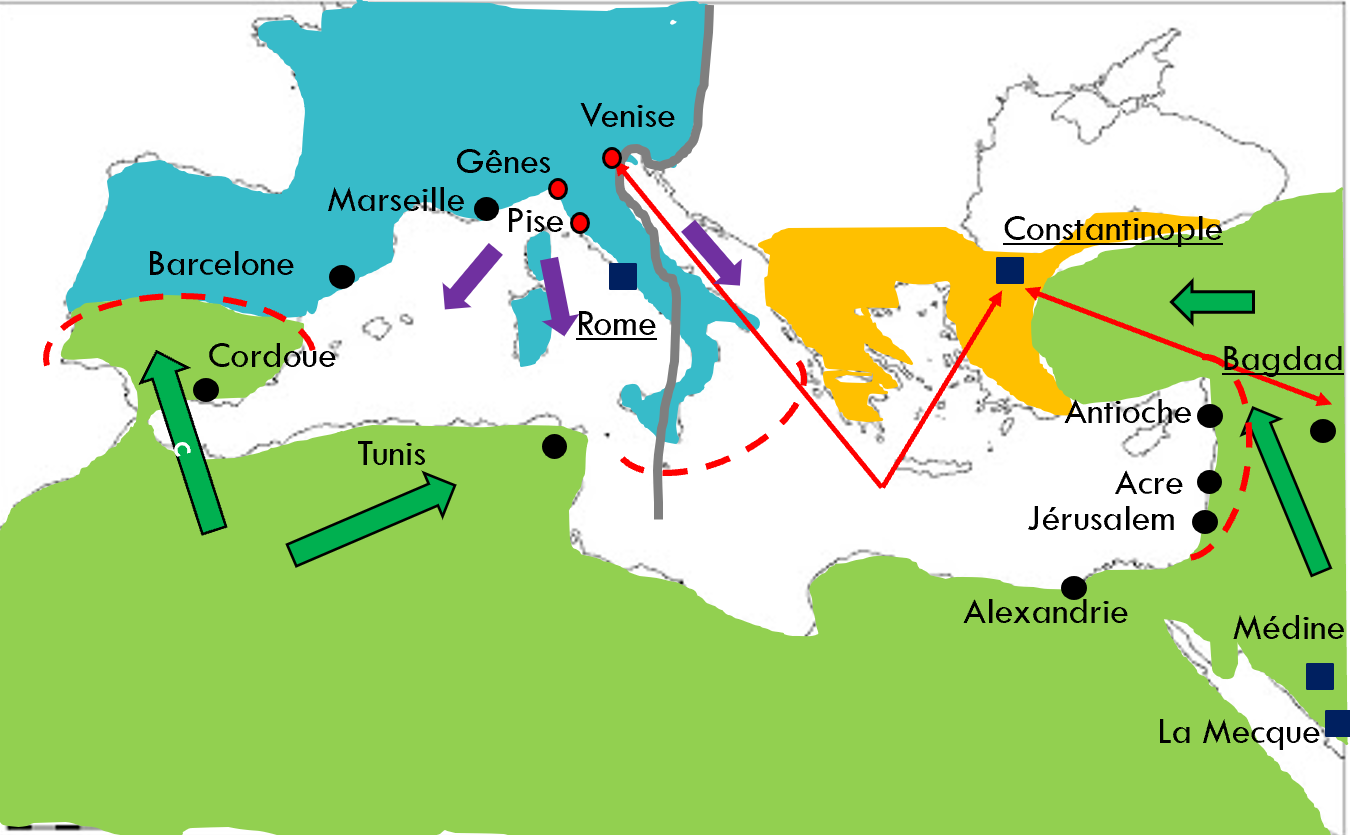 Venise
Gênes
Marseille
Pise
Constantinople
Barcelone
Rome
Cordoue
Bagdad
Antioche
C
Tunis
Acre
Jérusalem
Alexandrie
Médine
La Mecque